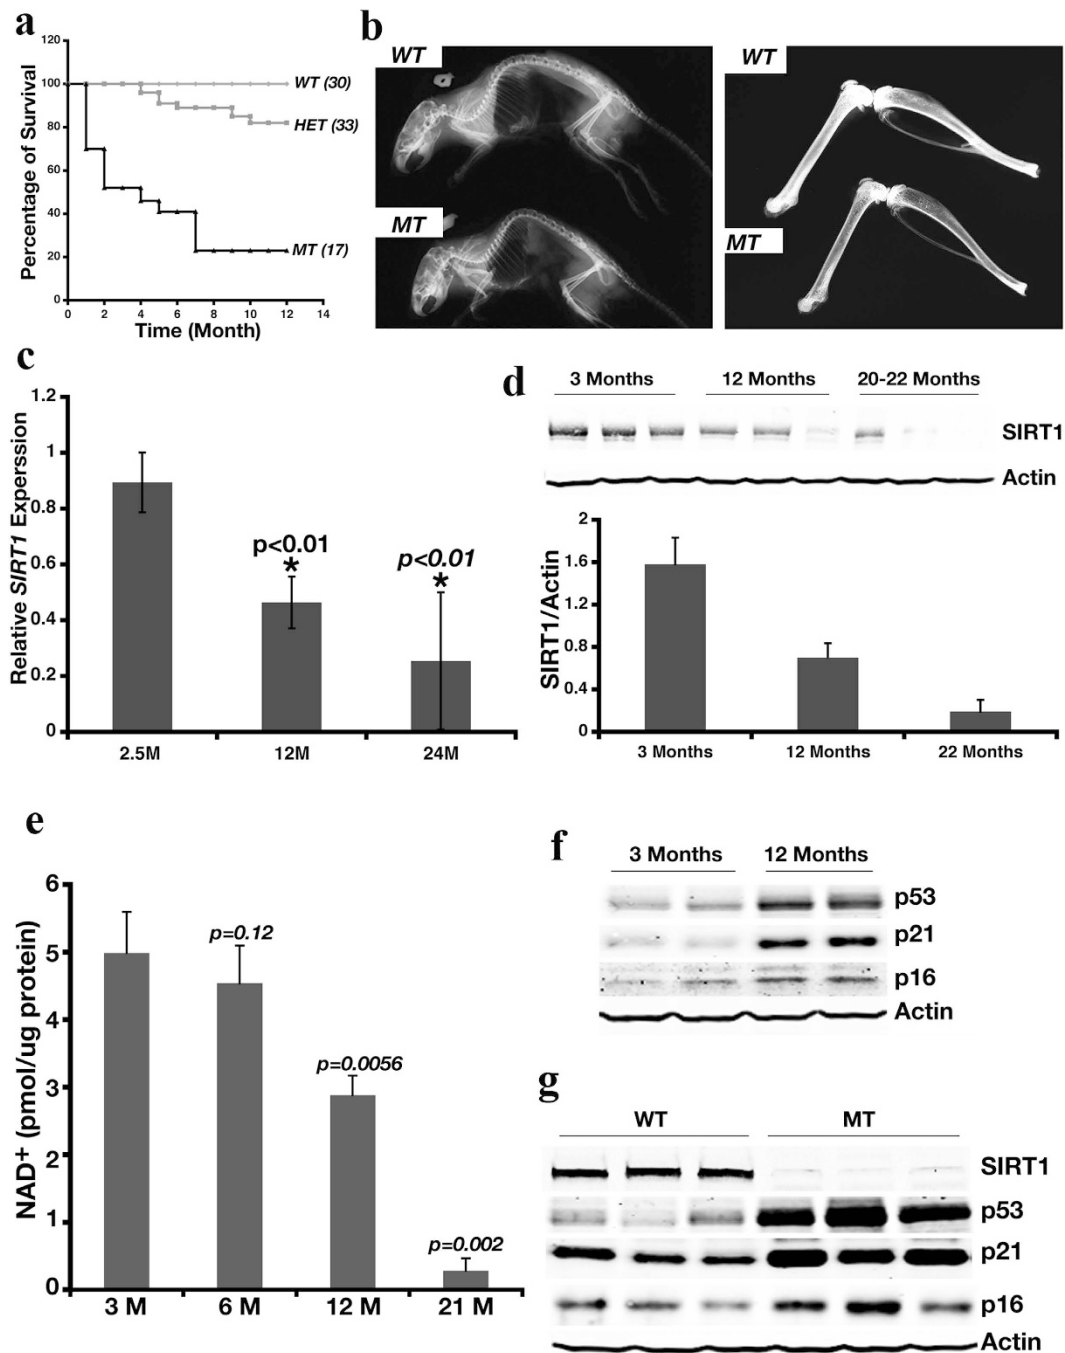 a
120
100
80
60
40
20
0
0 2 4 6 8 10 12 14
Percentage of Survival
Time (Month)
WT (30)
HET (33)
MT (17)
b
WT
MT
WT
MT
c
1.2
1
0.8
0.6
0.4
0.2
0
Relative SIRT1 Experssion
p<0.01
*
p<0.01
*
2.5M 12M 24M
d
3 Months 12 Months 20-22 Months
SIRT1
Actin
2
1.6
1.2
0.8
0.4
0
SIRT1/Actin
3 Months 12 Months 22 Months
e
6
5
4
3
2
1
0
NAD+ (pmol/ug protein)
p=0.12
p=0.0056
p=0.002
3 M 6 M 12 M 21 M
f
3 Months 12 Months
p53
p21
p16
Actin
g
WT MT
SIRT1
p53
p21
p16
Actin